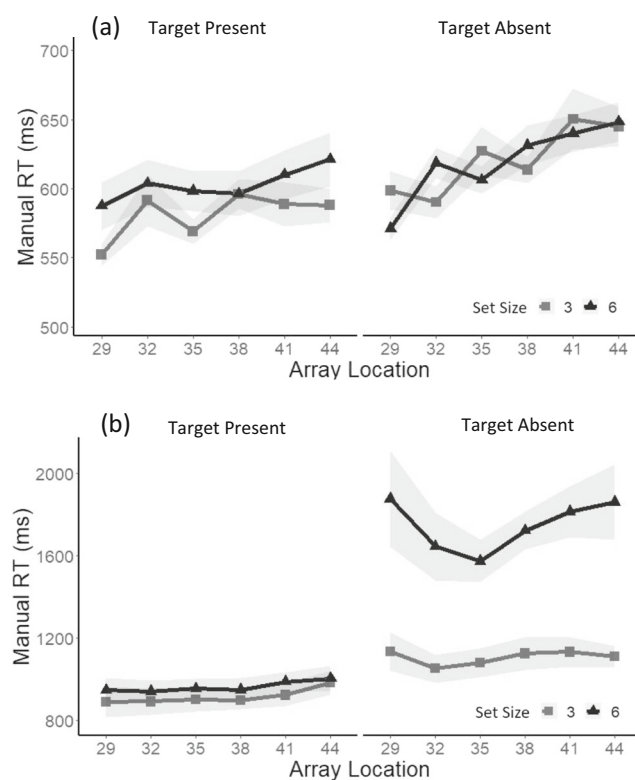 (a)
Target Present
Target Absent
Manual RT (ms)
700
650
600
550
500
Set Size 3 6
29 32 35 38 41 44
29 32 35 38 41 44
Array Location
(b)
Target Present
Target Absent
Manual RT (ms)
2000
1600
1200
800
Set Size 3 6
29 32 35 38 41 44
29 32 35 38 41 44
Array Location